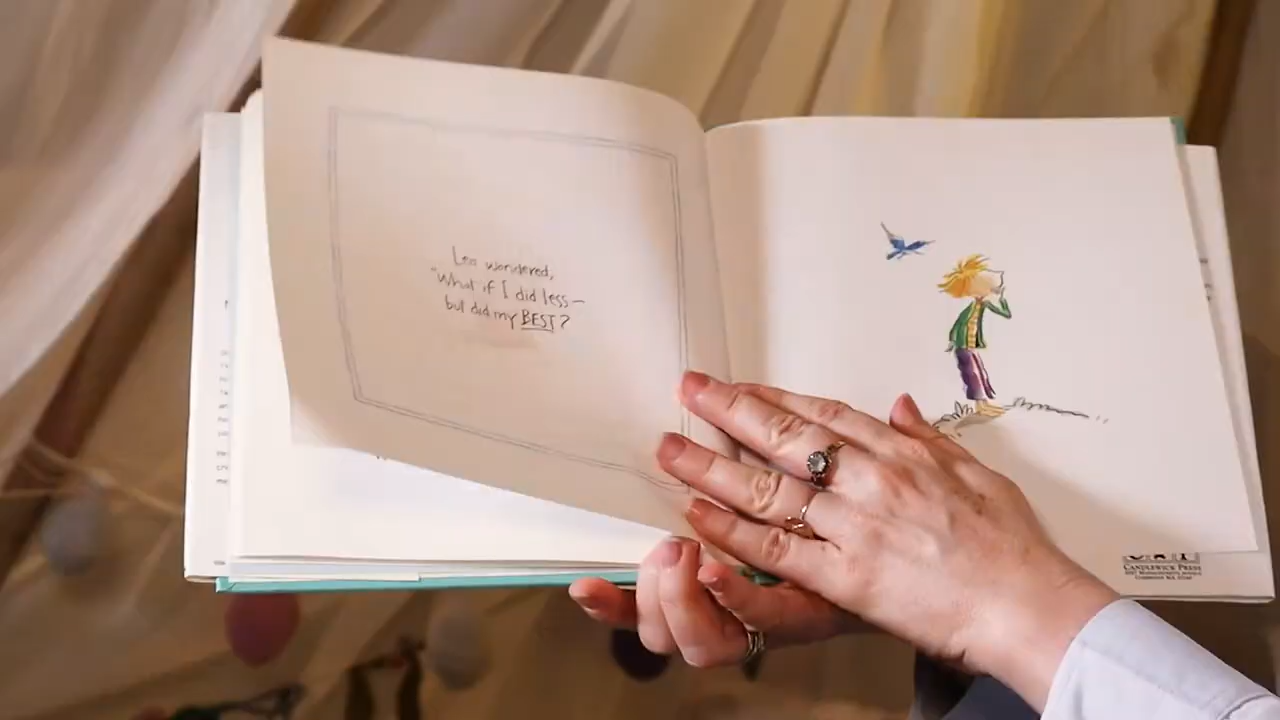 Leo wondered,
"What if I did less—
but did my BEST?
CANDLEWICK PRESS